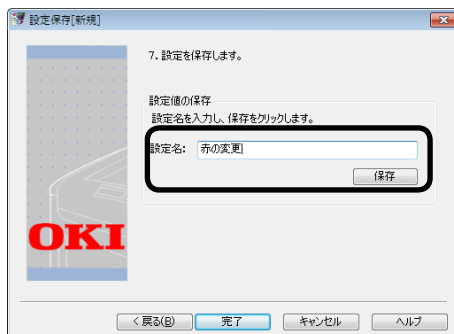 設定保存[新規]
7. 設定を保存します。
設定値の保存
設定名を入力し、保存をクリックします。
設定名: 赤の変更
保存
OKI
< 戻る(B) 完了 キャンセル ヘルプ